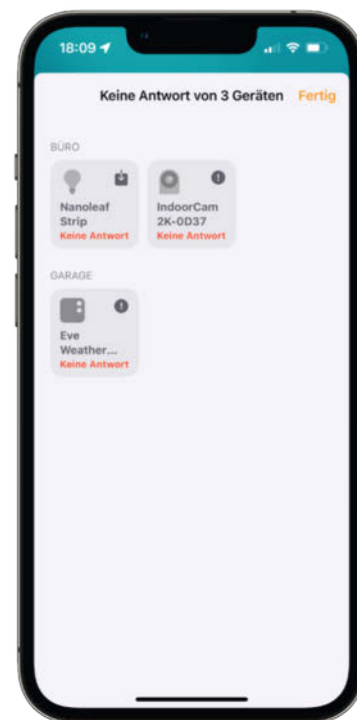 18:09
Keine Antwort von 3 Geräten Fertig
BÜRO
Nanoleaf
Strip
Keine Antwort
IndoorCam
2K-0D37
Keine Antwort
GARAGE
Eve
Weather...
Keine Antwort